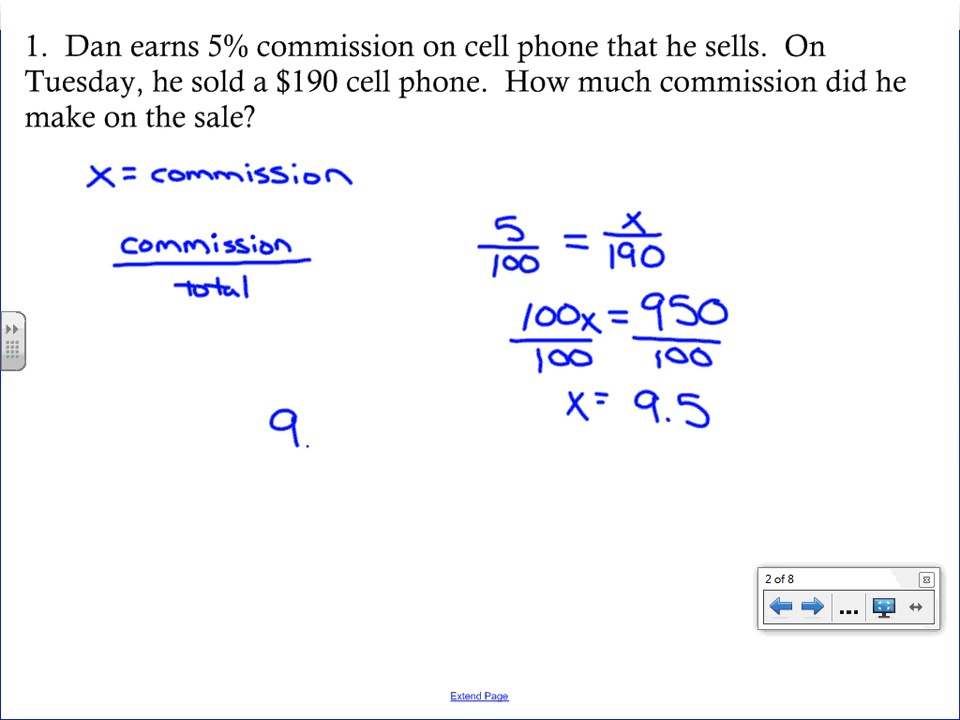 1. Dan earns 5% commission on cell phone that he sells. On
Tuesday, he sold a $190 cell phone. How much commission did he
make on the sale?
x = commission
commission
total
5/100 = x/190
100x = 950
100 100
x = 9.5
9.
2 of 8
...
Extend Page